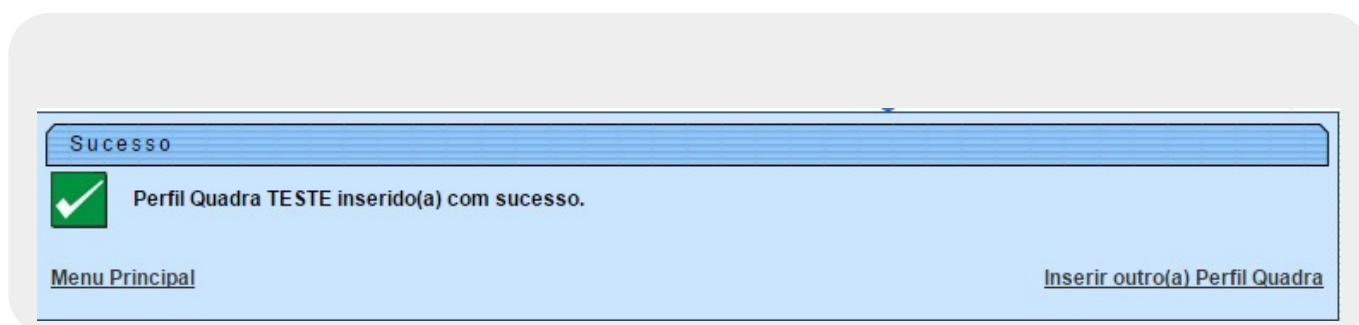 Sucesso
Perfil Quadra TESTE inserido(a) com sucesso.
Menu Principal
Inserir outro(a) Perfil Quadra